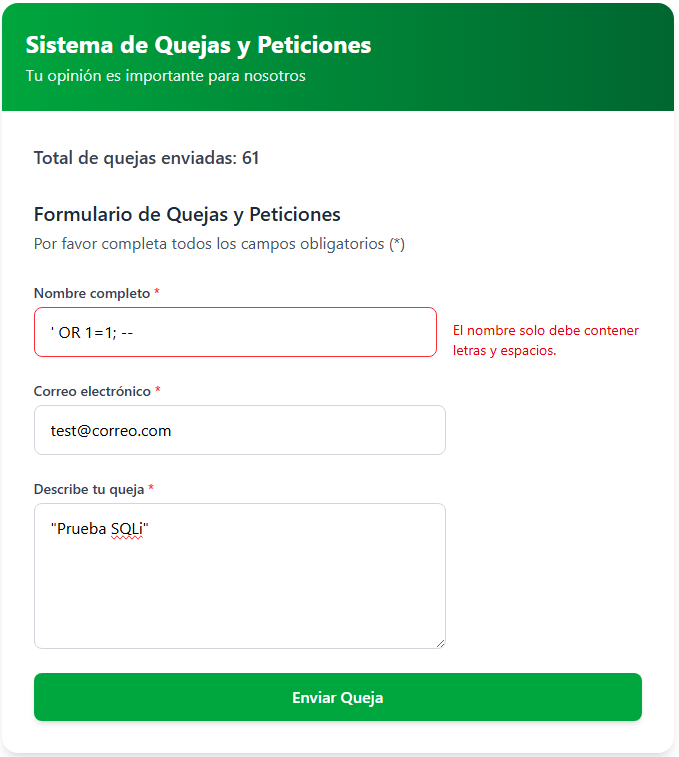 Sistema de Quejas y Peticiones
Tu opinión es importante para nosotros
Total de quejas enviadas: 61
Formulario de Quejas y Peticiones
Por favor completa todos los campos obligatorios (*)
Nombre completo *
' OR 1=1; --
El nombre solo debe contener
letras y espacios.
Correo electrónico *
test@correo.com
Describe tu queja *
"Prueba SQLi"
Enviar Queja